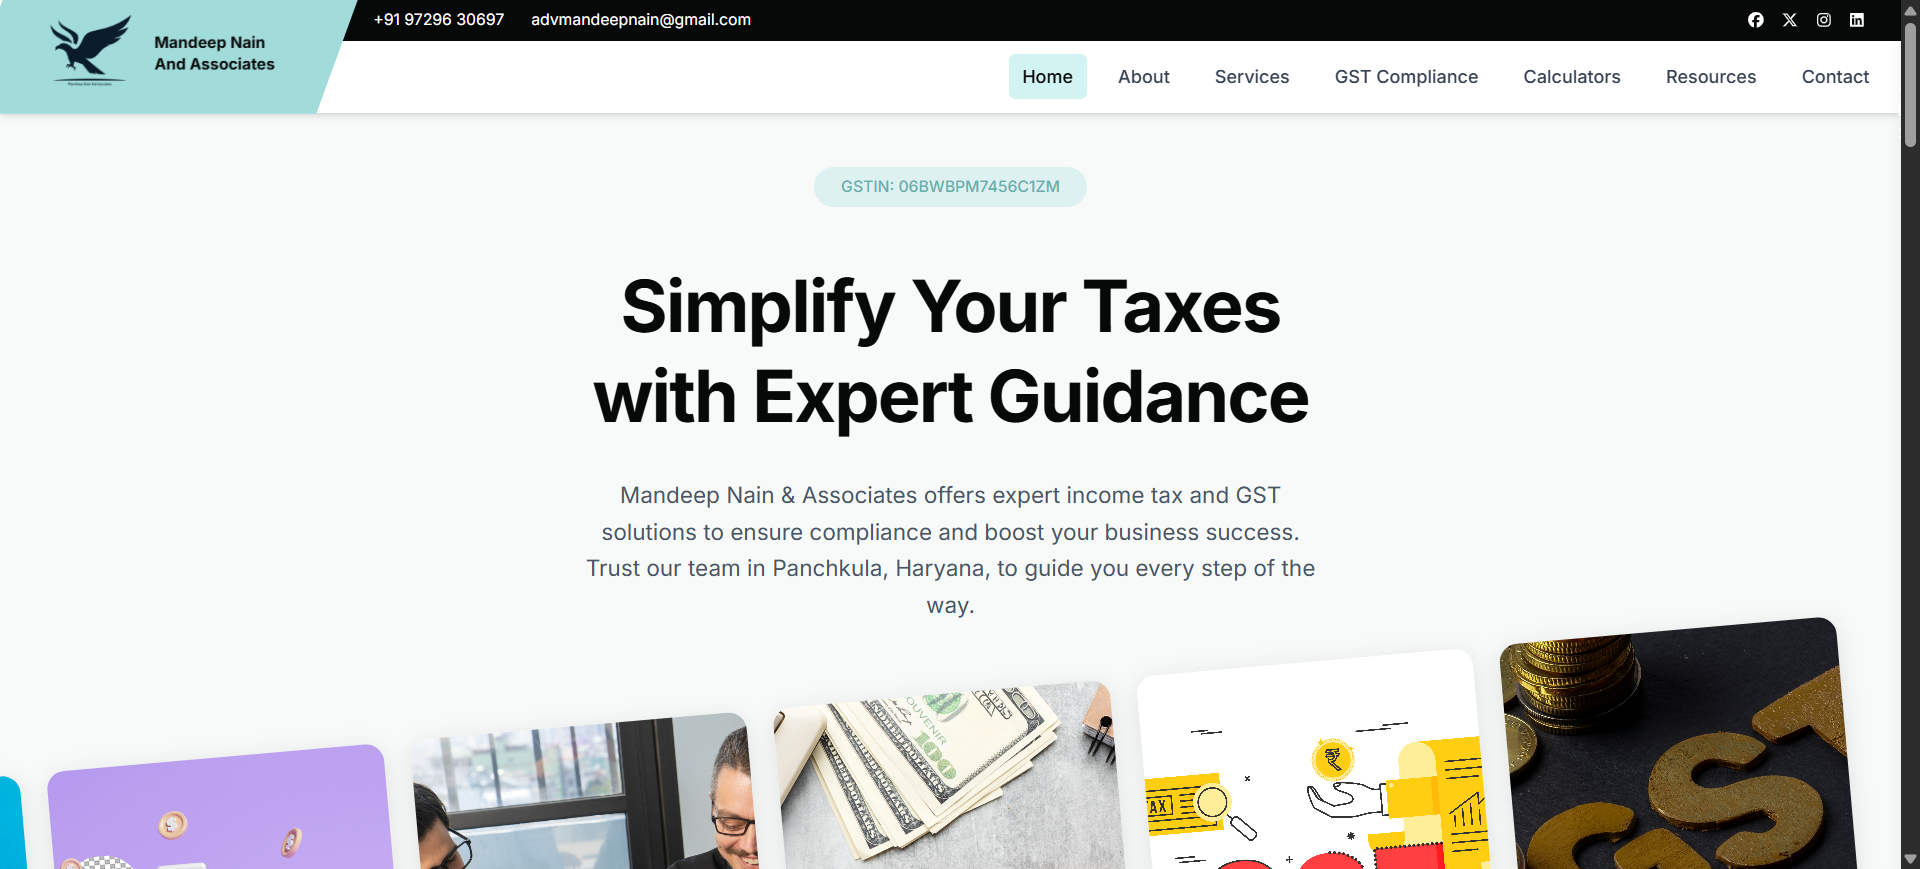 Mandeep Nain
And Associates
+91 97296 30697
advmandeepnain@gmail.com
Home
About
Services
GST Compliance
Calculators
Resources
Contact
GSTIN: 06BWBPM7456C1ZM
Simplify Your Taxes
with Expert Guidance
Mandeep Nain & Associates offers expert income tax and GST
solutions to ensure compliance and boost your business success.
Trust our team in Panchkula, Haryana, to guide you every step of the
way.
OUVENIR
100
AX